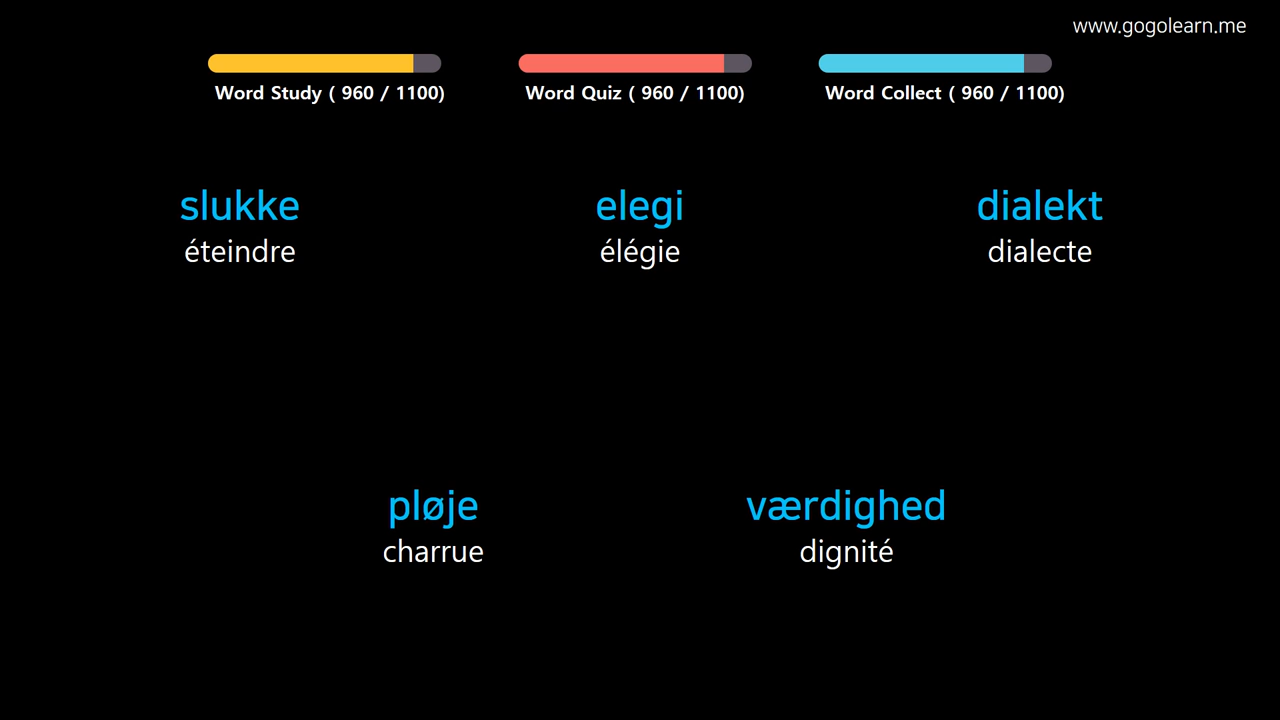 www.gogolearn.me
Word Study ( 960 / 1100)
Word Quiz ( 960 / 1100)
Word Collect ( 960 / 1100)
slukke
éteindre
elegi
élégie
dialekt
dialecte
pløje
charrue
værdighed
dignité